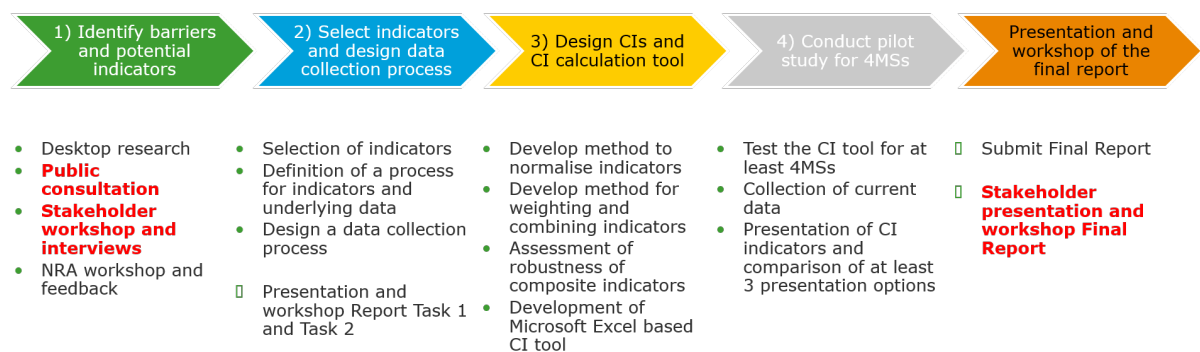 1) Identify barriers
and potential
indicators
2) Select indicators
and design data
collection process
3) Design CIs and
CI calculation tool
4) Conduct pilot
study for 4MSs
Presentation and
workshop of the
final report
• Desktop research
• Public
consultation
• Stakeholder
workshop and
interviews
• NRA workshop and
feedback
• Selection of indicators
• Definition of a process
for indicators and
underlying data
• Design a data collection
process
▯ Presentation and
workshop Report Task 1
and Task 2
• Develop method to
normalise indicators
• Develop method for
weighting and
combining indicators
• Assessment of
robustness of
composite indicators
• Development of
Microsoft Excel based
CI tool
• Test the CI tool for at
least 4MSs
• Collection of current
data
• Presentation of CI
indicators and
comparison of at least
3 presentation options
▯ Submit Final Report
▯ Stakeholder
presentation and
workshop Final
Report